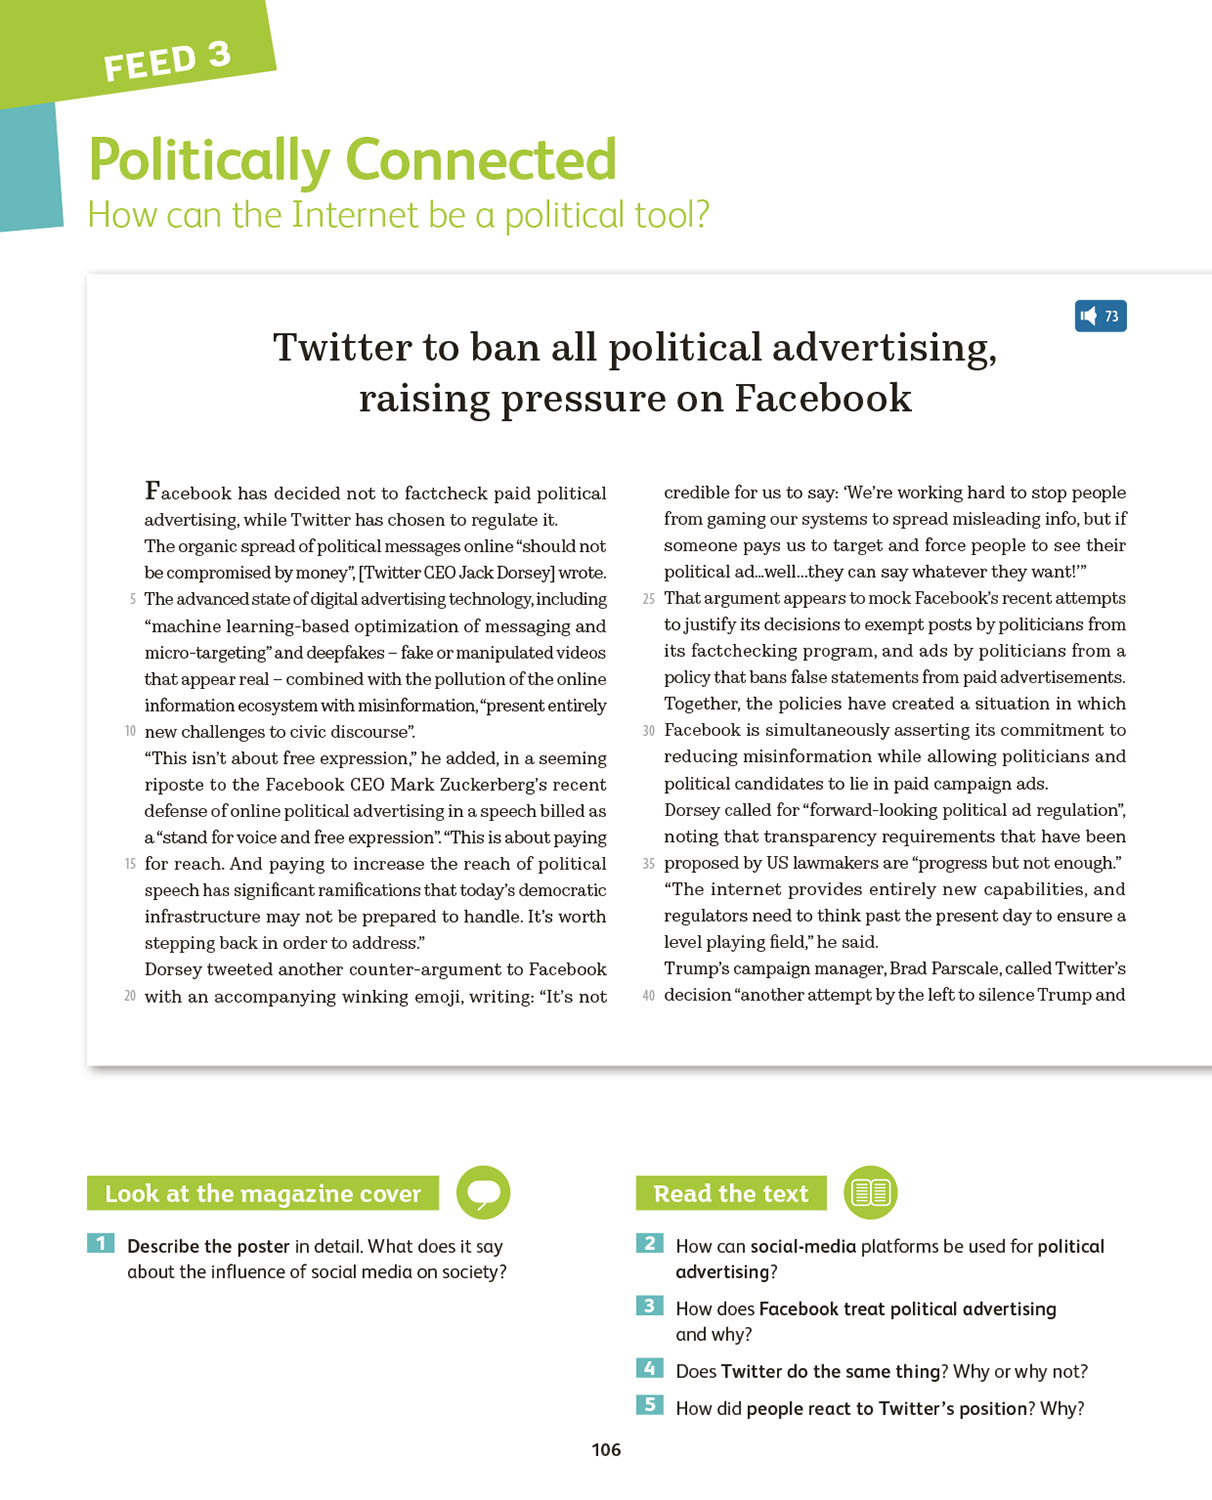 FEED 3
Politically Connected
How can the Internet be a political tool?
73
Twitter to ban all political advertising,
raising pressure on Facebook
Facebook has decided not to factcheck paid political
advertising, while Twitter has chosen to regulate it.
The organic spread of political messages online “should not
be compromised by money”, [Twitter CEO Jack Dorsey] wrote.
5 The advanced state of digital advertising technology, including
“machine learning-based optimization of messaging and
micro-targeting” and deepfakes – fake or manipulated videos
that appear real – combined with the pollution of the online
information ecosystem with misinformation, “present entirely
10 new challenges to civic discourse”.
“This isn’t about free expression,” he added, in a seeming
riposte to the Facebook CEO Mark Zuckerberg’s recent
defense of online political advertising in a speech billed as
a “stand for voice and free expression”. “This is about paying
15 for reach. And paying to increase the reach of political
speech has significant ramifications that today’s democratic
infrastructure may not be prepared to handle. It’s worth
stepping back in order to address.”
Dorsey tweeted another counter-argument to Facebook
20 with an accompanying winking emoji, writing: “It’s not
credible for us to say: ‘We’re working hard to stop people
from gaming our systems to spread misleading info, but if
someone pays us to target and force people to see their
political ad...well...they can say whatever they want!’”
25 That argument appears to mock Facebook’s recent attempts
to justify its decisions to exempt posts by politicians from
its factchecking program, and ads by politicians from a
policy that bans false statements from paid advertisements.
Together, the policies have created a situation in which
30 Facebook is simultaneously asserting its commitment to
reducing misinformation while allowing politicians and
political candidates to lie in paid campaign ads.
Dorsey called for “forward-looking political ad regulation”,
noting that transparency requirements that have been
35 proposed by US lawmakers are “progress but not enough.”
“The internet provides entirely new capabilities, and
regulators need to think past the present day to ensure a
level playing field,” he said.
Trump’s campaign manager, Brad Parscale, called Twitter’s
40 decision “another attempt by the left to silence Trump and
Look at the magazine cover
1 Describe the poster in detail. What does it say
about the influence of social media on society?
Read the text
2 How can social-media platforms be used for political
advertising?
3 How does Facebook treat political advertising
and why?
4 Does Twitter do the same thing? Why or why not?
5 How did people react to Twitter’s position? Why?
106